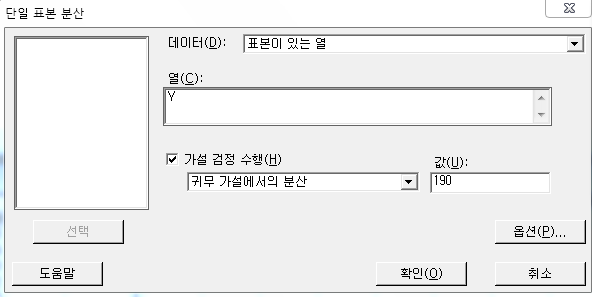 단일 표본 분산
데이터(D): 표본이 있는 열
열(C):
Y
가설 검정 수행(H) 값(U):
귀무 가설에서의 분산 190
선택 옵션(P)...
도움말 확인(O) 취소